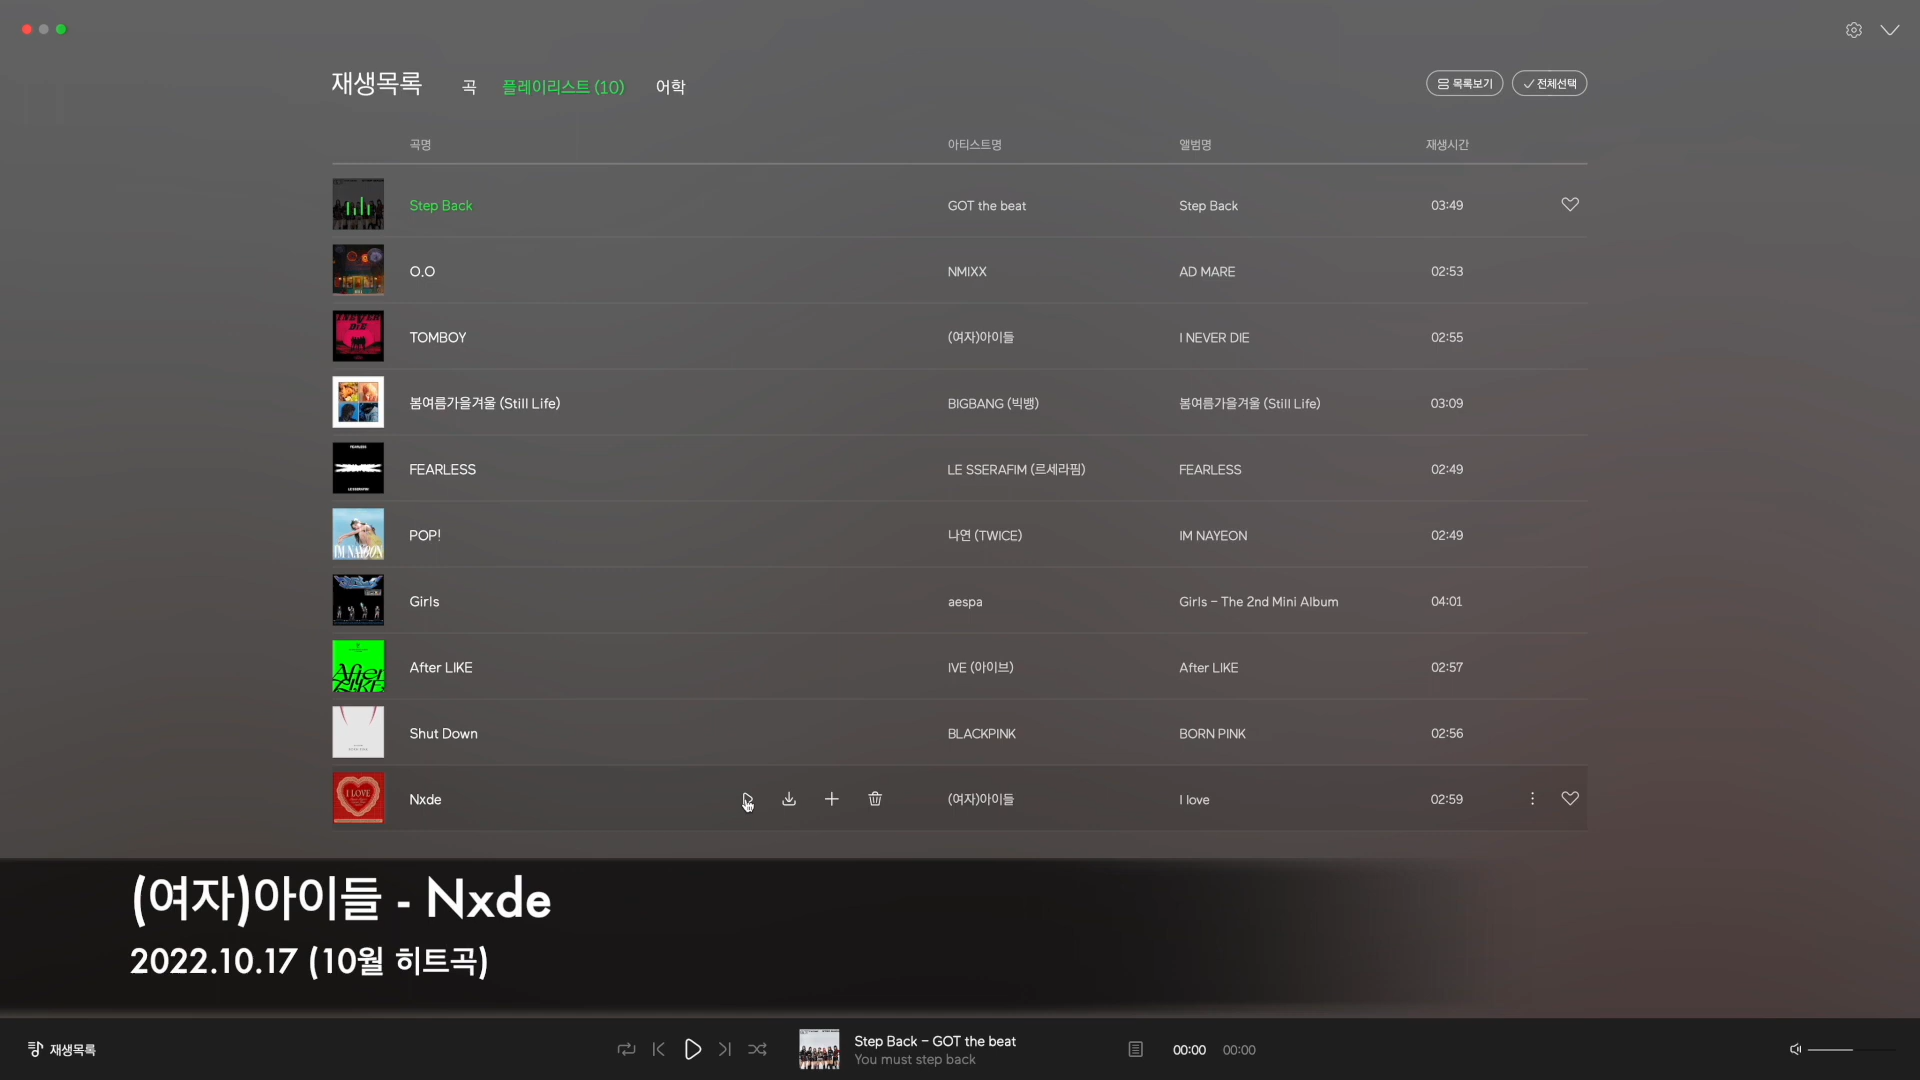 재생목록 곡 플레이리스트 (10) 어학 목록보기 전체선택
곡명 아티스트명 앨범명 재생시간
Step Back GOT the beat Step Back 03:49
O.O NMIXX AD MARE 02:53
TOMBOY (여자)아이들 I NEVER DIE 02:55
봄여름가을겨울 (Still Life) BIGBANG (빅뱅) 봄여름가을겨울 (Still Life) 03:09
FEARLESS LE SSERAFIM (르세라핌) FEARLESS 02:49
POP! 나연 (TWICE) IM NAYEON 02:49
IM NAYEON
Girls aespa Girls – The 2nd Mini Album 04:01
After LIKE IVE (아이브) After LIKE 02:57
After LIKE
Shut Down BLACKPINK BORN PINK 02:56
Nxde (여자)아이들 I love 02:59
I LOVE
(여자)아이들 - Nxde
2022.10.17 (10월 히트곡)
재생목록 Step Back – GOT the beat 00:00 00:00
You must step back